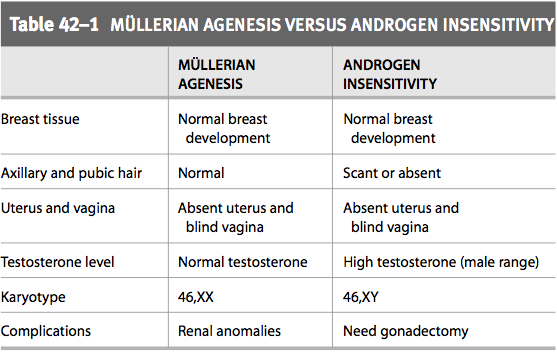 Table 42–1 MÜLLERIAN AGENESIS VERSUS ANDROGEN INSENSITIVITY
MÜLLERIAN AGENESIS
ANDROGEN INSENSITIVITY
Breast tissue
Normal breast development
Normal breast development
Axillary and pubic hair
Normal
Scant or absent
Uterus and vagina
Absent uterus and blind vagina
Absent uterus and blind vagina
Testosterone level
Normal testosterone
High testosterone (male range)
Karyotype
46,XX
46,XY
Complications
Renal anomalies
Need gonadectomy